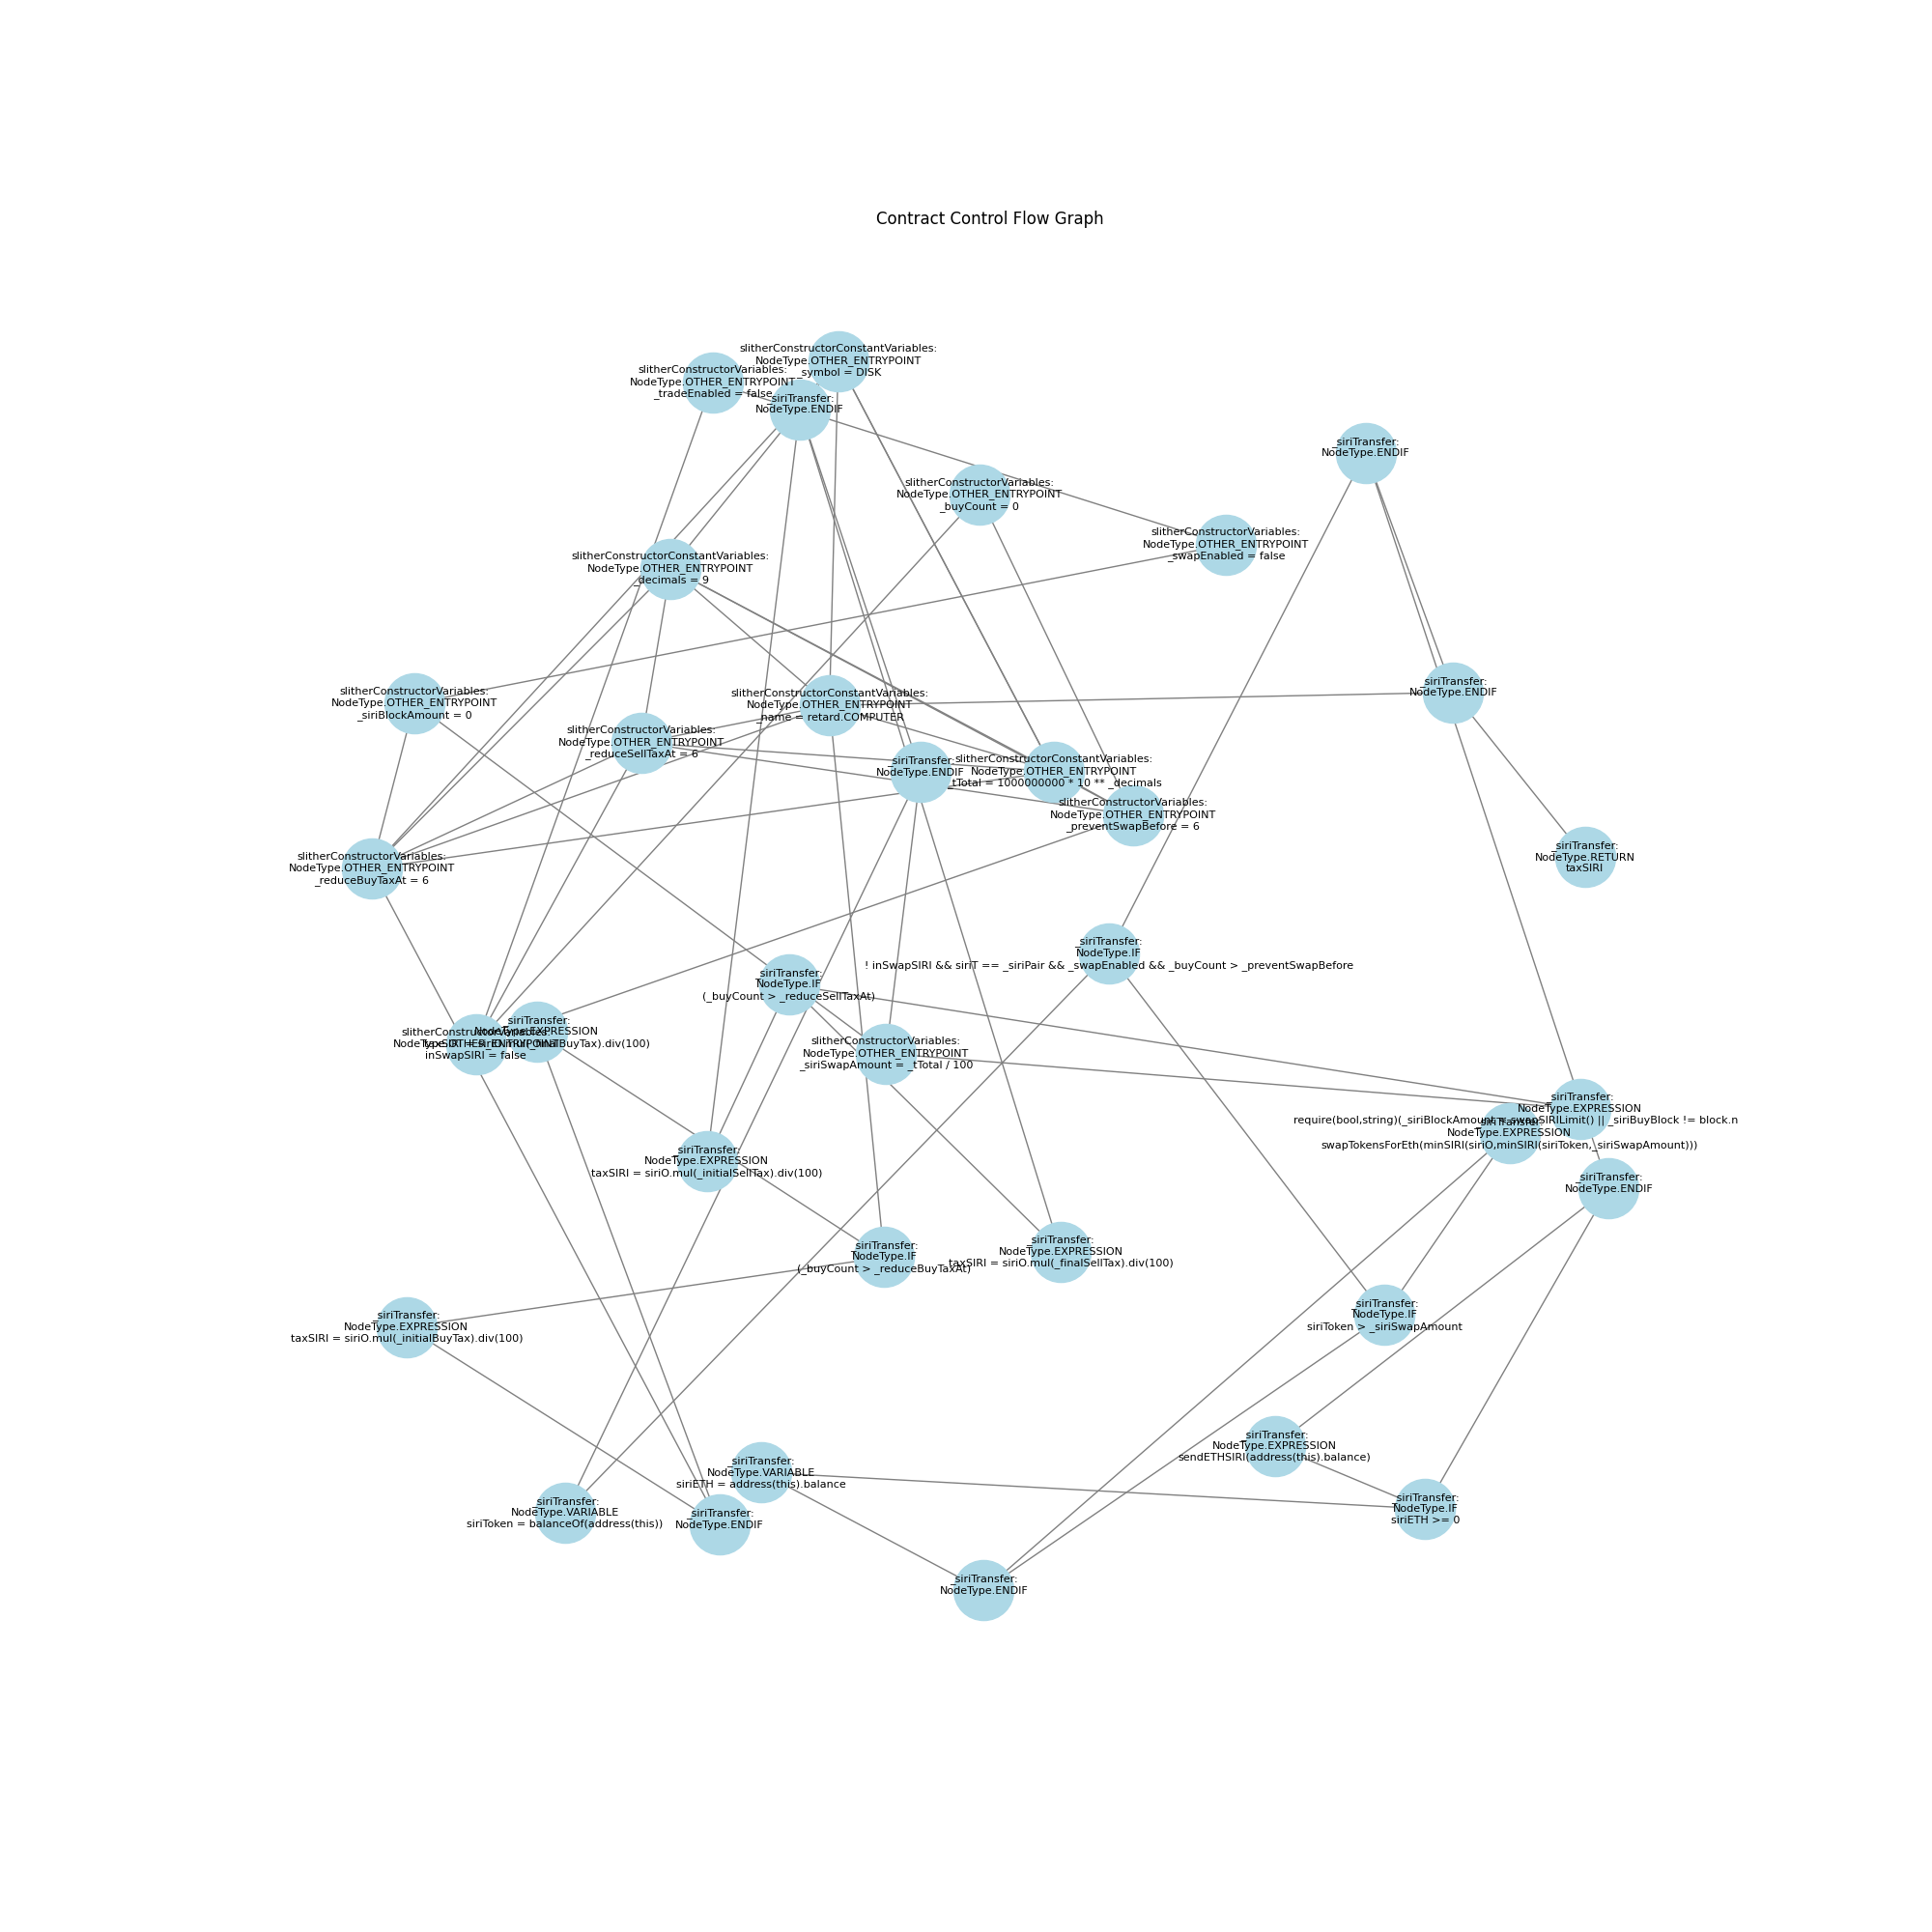 Contract Control Flow Graph
slitherConstructorConstantVariables:
NodeType.OTHER_ENTRYPOINT
_symbol = DISK
slitherConstructorVariables:
NodeType.OTHER_ENTRYPOINT
_tradeEnabled = false
_siriTransfer:
NodeType.ENDIF
_siriTransfer:
NodeType.ENDIF
slitherConstructorVariables:
NodeType.OTHER_ENTRYPOINT
_buyCount = 0
slitherConstructorVariables:
NodeType.OTHER_ENTRYPOINT
_swapEnabled = false
slitherConstructorConstantVariables:
NodeType.OTHER_ENTRYPOINT
_decimals = 9
slitherConstructorVariables:
NodeType.OTHER_ENTRYPOINT
_siriBlockAmount = 0
slitherConstructorConstantVariables:
NodeType.OTHER_ENTRYPOINT
_name = retard.COMPUTER
_siriTransfer:
NodeType.ENDIF
slitherConstructorVariables:
NodeType.OTHER_ENTRYPOINT
_reduceSellTaxAt = 6
_siriTransfer:
NodeType.ENDIF
slitherConstructorConstantVariables:
NodeType.OTHER_ENTRYPOINT
_tTotal = 1000000000 * 10 ** _decimals
slitherConstructorVariables:
NodeType.OTHER_ENTRYPOINT
_preventSwapBefore = 6
slitherConstructorVariables:
NodeType.OTHER_ENTRYPOINT
_reduceBuyTaxAt = 6
_siriTransfer:
NodeType.RETURN
taxSIRI
_siriTransfer:
NodeType.IF
! inSwapSIRI && siriT == _siriPair && _swapEnabled && _buyCount > _preventSwapBefore
_siriTransfer:
NodeType.IF
(_buyCount > _reduceSellTaxAt)
_siriTransfer:
NodeType.EXPRESSION
taxSIRI = siriO.mul(_finalBuyTax).div(100)
slitherConstructorVariables:
NodeType.OTHER_ENTRYPOINT
inSwapSIRI = false
slitherConstructorVariables:
NodeType.OTHER_ENTRYPOINT
_siriSwapAmount = _tTotal / 100
_siriTransfer:
NodeType.EXPRESSION
require(bool,string)(_siriBlockAmount < swapSIRILimit() || _siriBuyBlock != block.n
_siriTransfer:
NodeType.EXPRESSION
swapTokensForEth(minSIRI(siriO,minSIRI(siriToken,_siriSwapAmount)))
_siriTransfer:
NodeType.EXPRESSION
taxSIRI = siriO.mul(_initialSellTax).div(100)
_siriTransfer:
NodeType.ENDIF
_siriTransfer:
NodeType.IF
(_buyCount > _reduceBuyTaxAt)
_siriTransfer:
NodeType.EXPRESSION
taxSIRI = siriO.mul(_finalSellTax).div(100)
_siriTransfer:
NodeType.EXPRESSION
taxSIRI = siriO.mul(_initialBuyTax).div(100)
_siriTransfer:
NodeType.IF
siriToken > _siriSwapAmount
_siriTransfer:
NodeType.EXPRESSION
sendETHSIRI(address(this).balance)
_siriTransfer:
NodeType.VARIABLE
siriETH = address(this).balance
_siriTransfer:
NodeType.VARIABLE
siriToken = balanceOf(address(this))
_siriTransfer:
NodeType.ENDIF
_siriTransfer:
NodeType.IF
siriETH >= 0
_siriTransfer:
NodeType.ENDIF